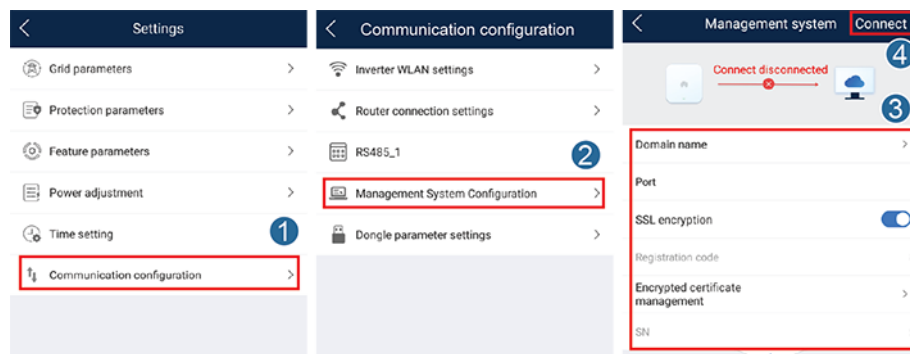 Settings
Grid parameters
Protection parameters
Feature parameters
Power adjustment
Time setting
1
Communication configuration
Communication configuration
Inverter WLAN settings
Router connection settings
RS485_1
2
Management System Configuration
Dongle parameter settings
Management system Connect
4
Connect disconnected
3
Domain name
Port
SSL encryption
Registration code
Encrypted certificate
management
SN